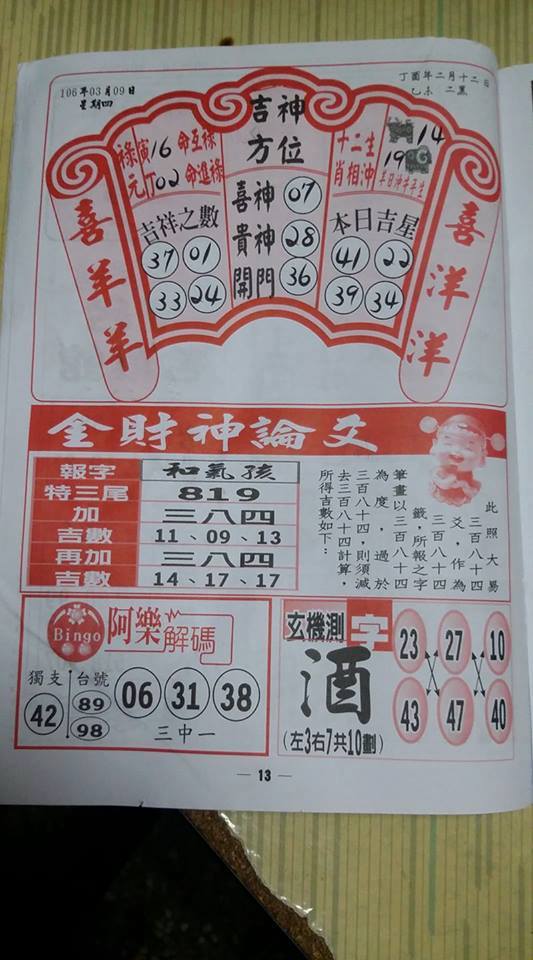 106年03月09日
星期四
丁酉年二月十二日
乙未 二黑
吉神
方位
祿寅16命互祿
元丁02命進祿
十二生
肖相沖
14
19
吉祥之數
37 01
33 24
喜神 07
貴神 28
開門 36
本日吉星
41 22
39 34
喜羊羊
喜洋洋
金財神論爻
報字 和氣孩
特三尾 819
加 三八四
吉數 11、09、13
再加 三八四
吉數 14、17、17
此照大易
三百八十四
爻，作為
三百八十四
籤，所報之字
筆畫以三百八十四
為度，過於
三百八十四，則須減
去三百八十四計算，
所得吉數如下：
Bingo
阿樂解碼
獨支 台號
42 89 98
06 31 38
三中一
玄機測字
酒
(左3右7共10劃)
23 27 10
43 47 40
— 13 —